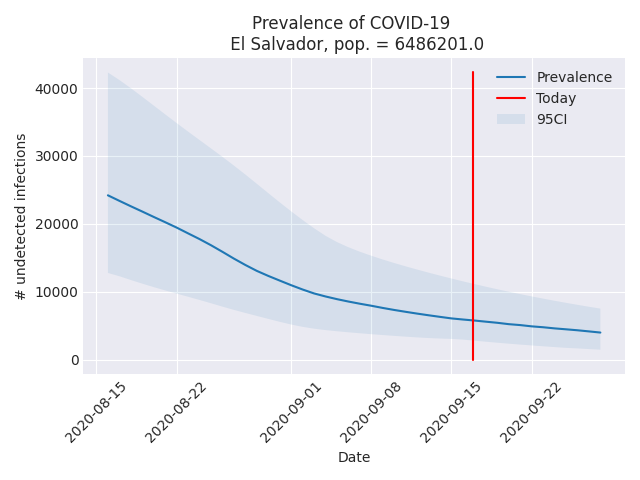 Prevalence of COVID-19
El Salvador, pop. = 6486201.0
Prevalence
Today
95CI
40000
30000
20000
10000
0
# undetected infections
2020-08-15
2020-08-22
2020-09-01
2020-09-08
2020-09-15
2020-09-22
Date